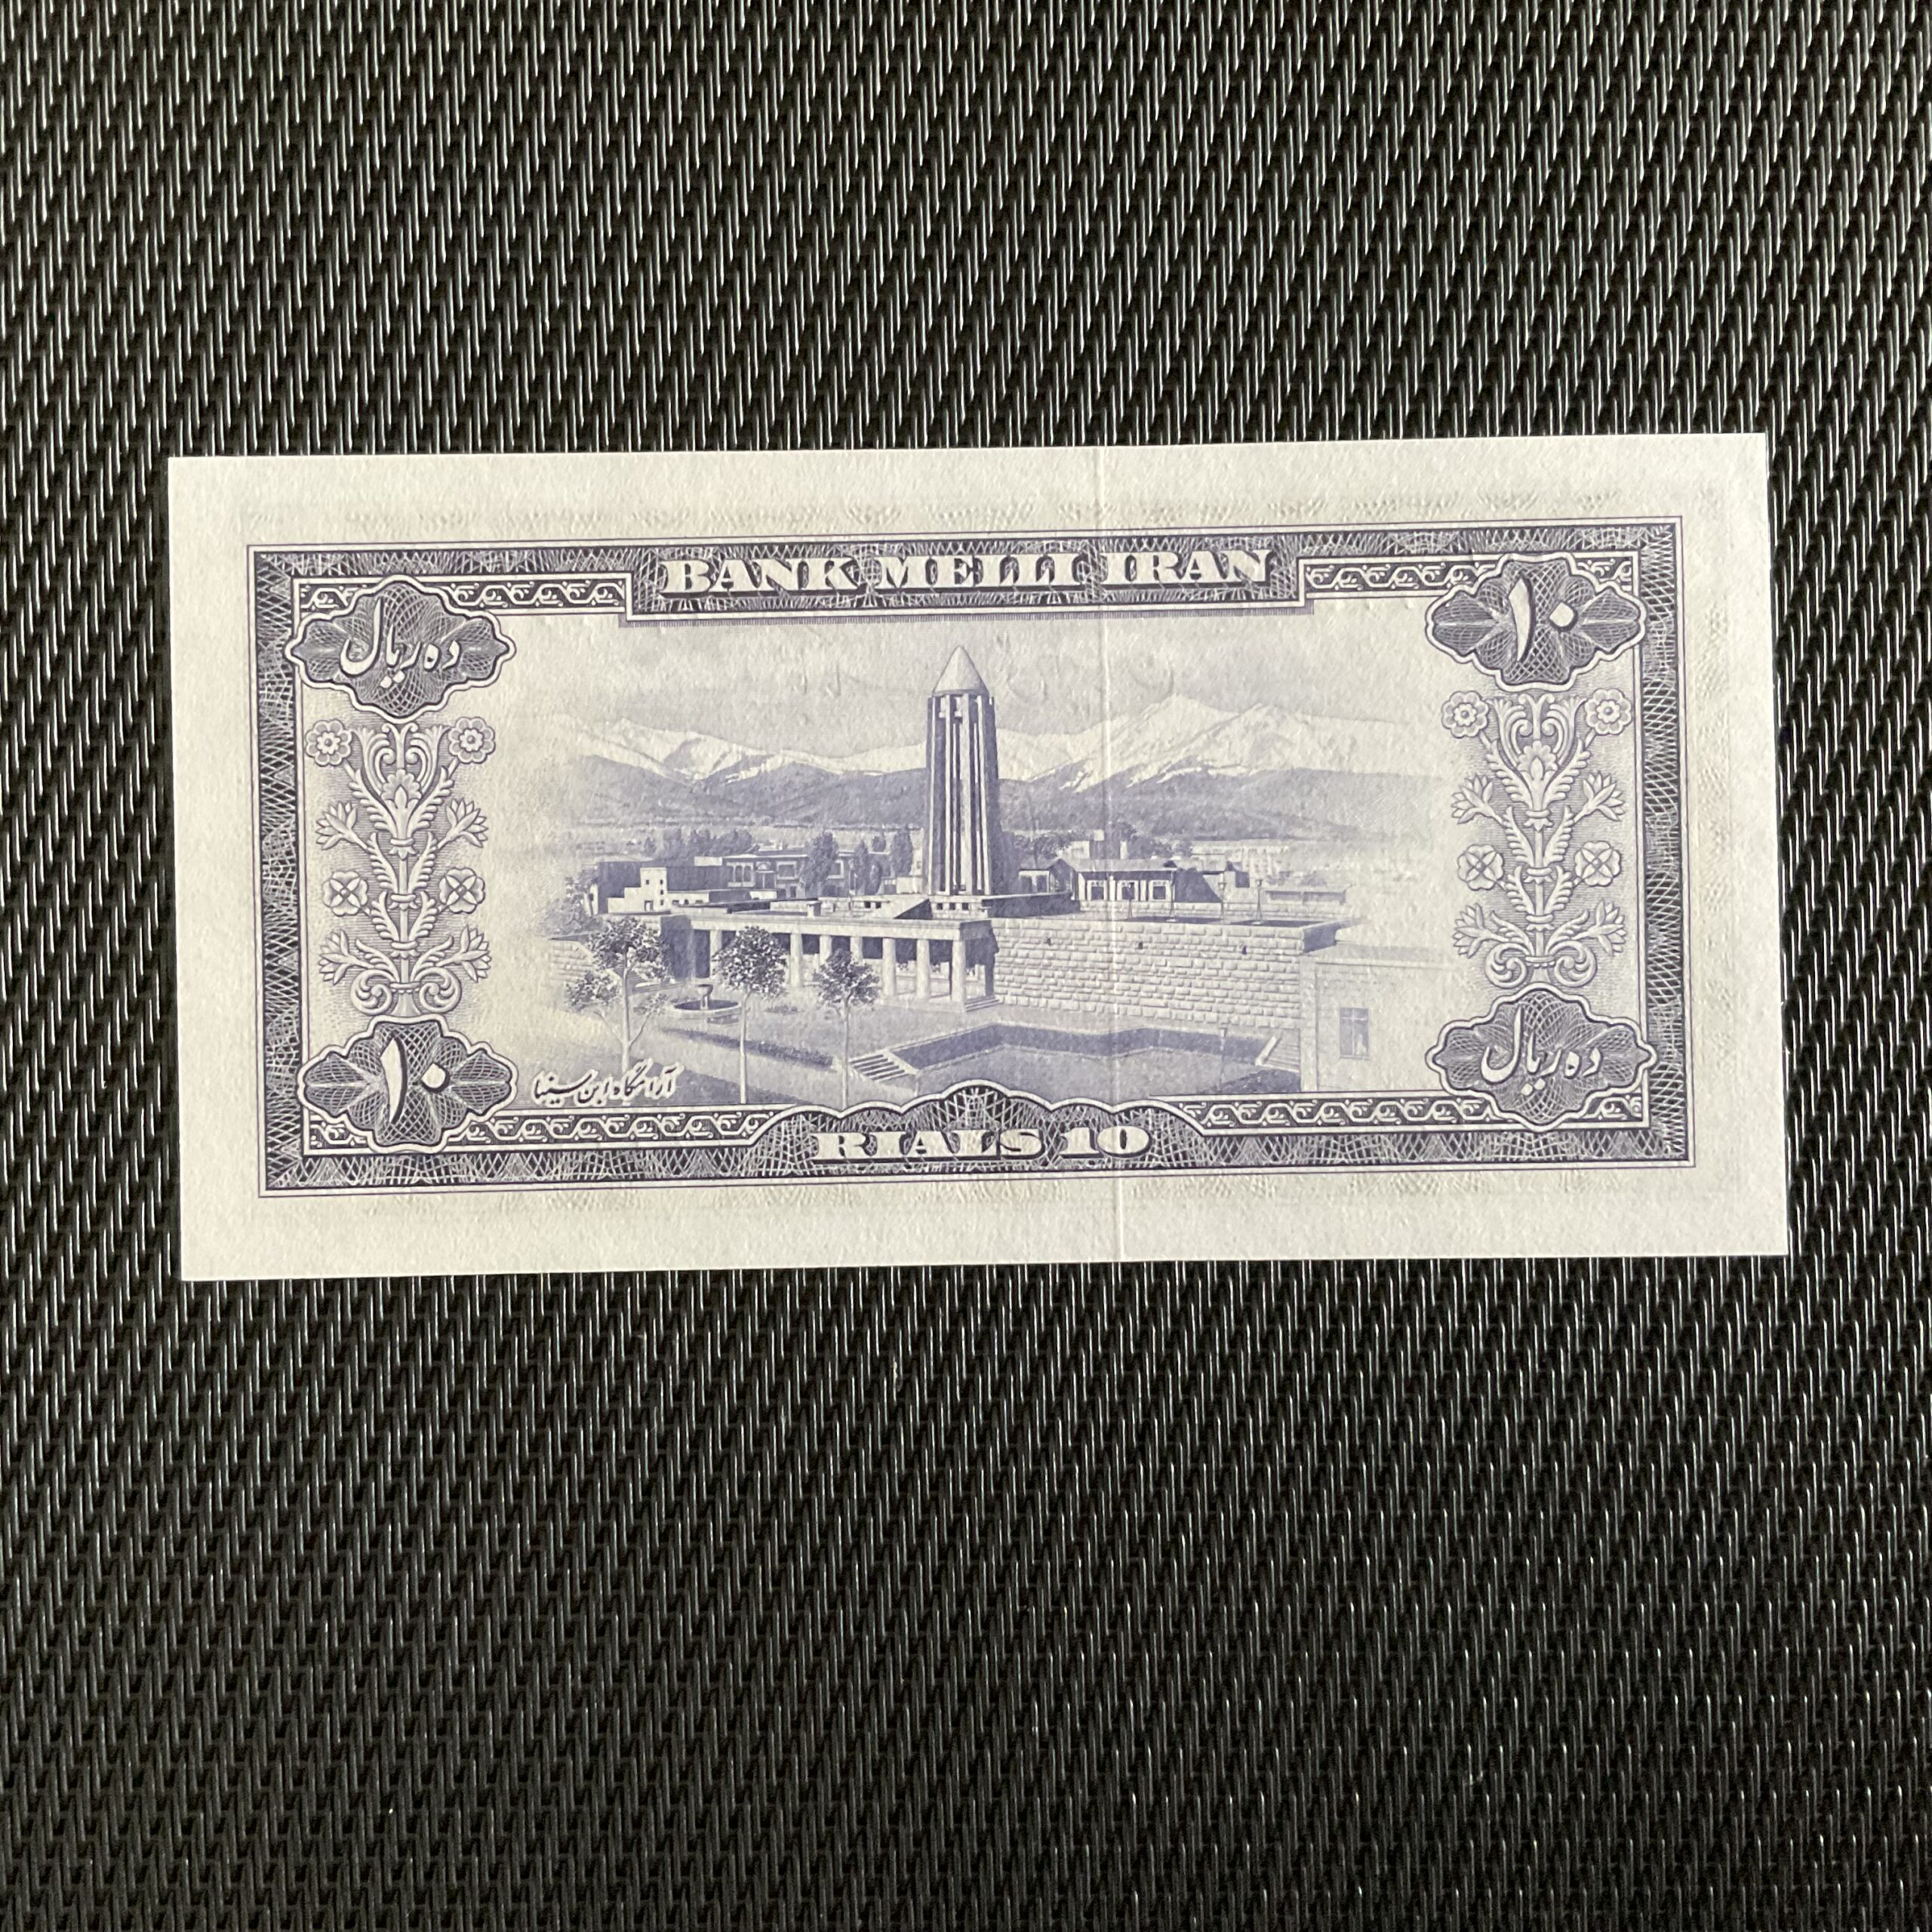 BANK MELLI IRAN
ده ریال
۱۰
۱۰
آرامگاه ابن سینا
ده ریال
RIALS 10